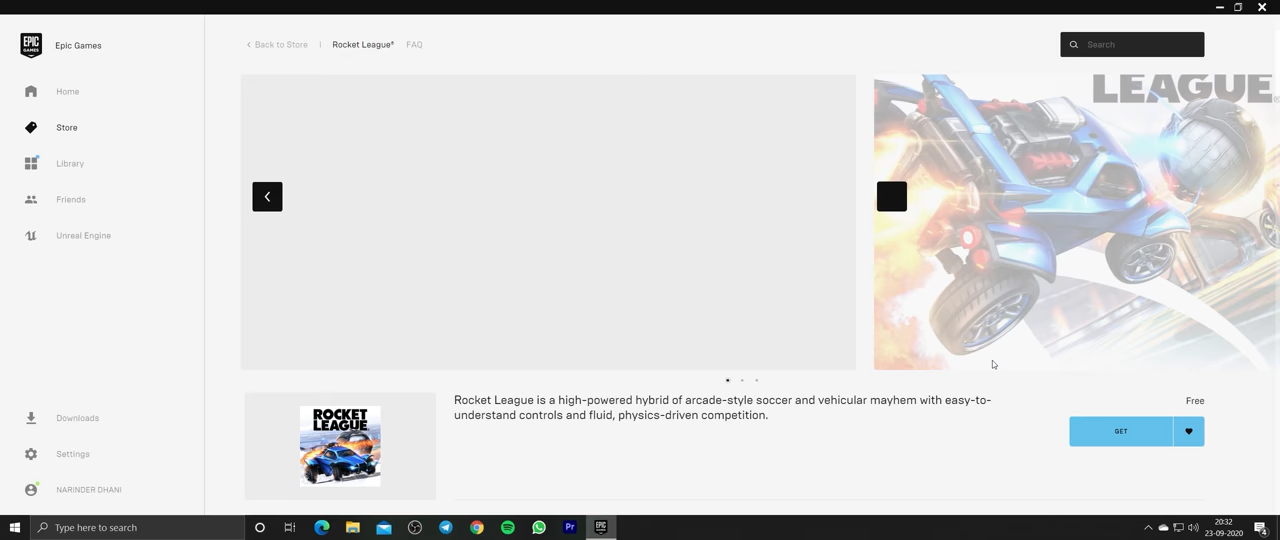 EPIC GAMES
Epic Games
Back to Store
Rocket League®
FAQ
Search
Home
Store
Library
Friends
Unreal Engine
Downloads
Settings
NARINDER DHANI
LEAGUE
ROCKET
LEAGUE
Rocket League is a high-powered hybrid of arcade-style soccer and vehicular mayhem with easy-to-
understand controls and fluid, physics-driven competition.
Free
GET
Type here to search
Pr
EPIC GAMES
20:32
23-09-2020
4